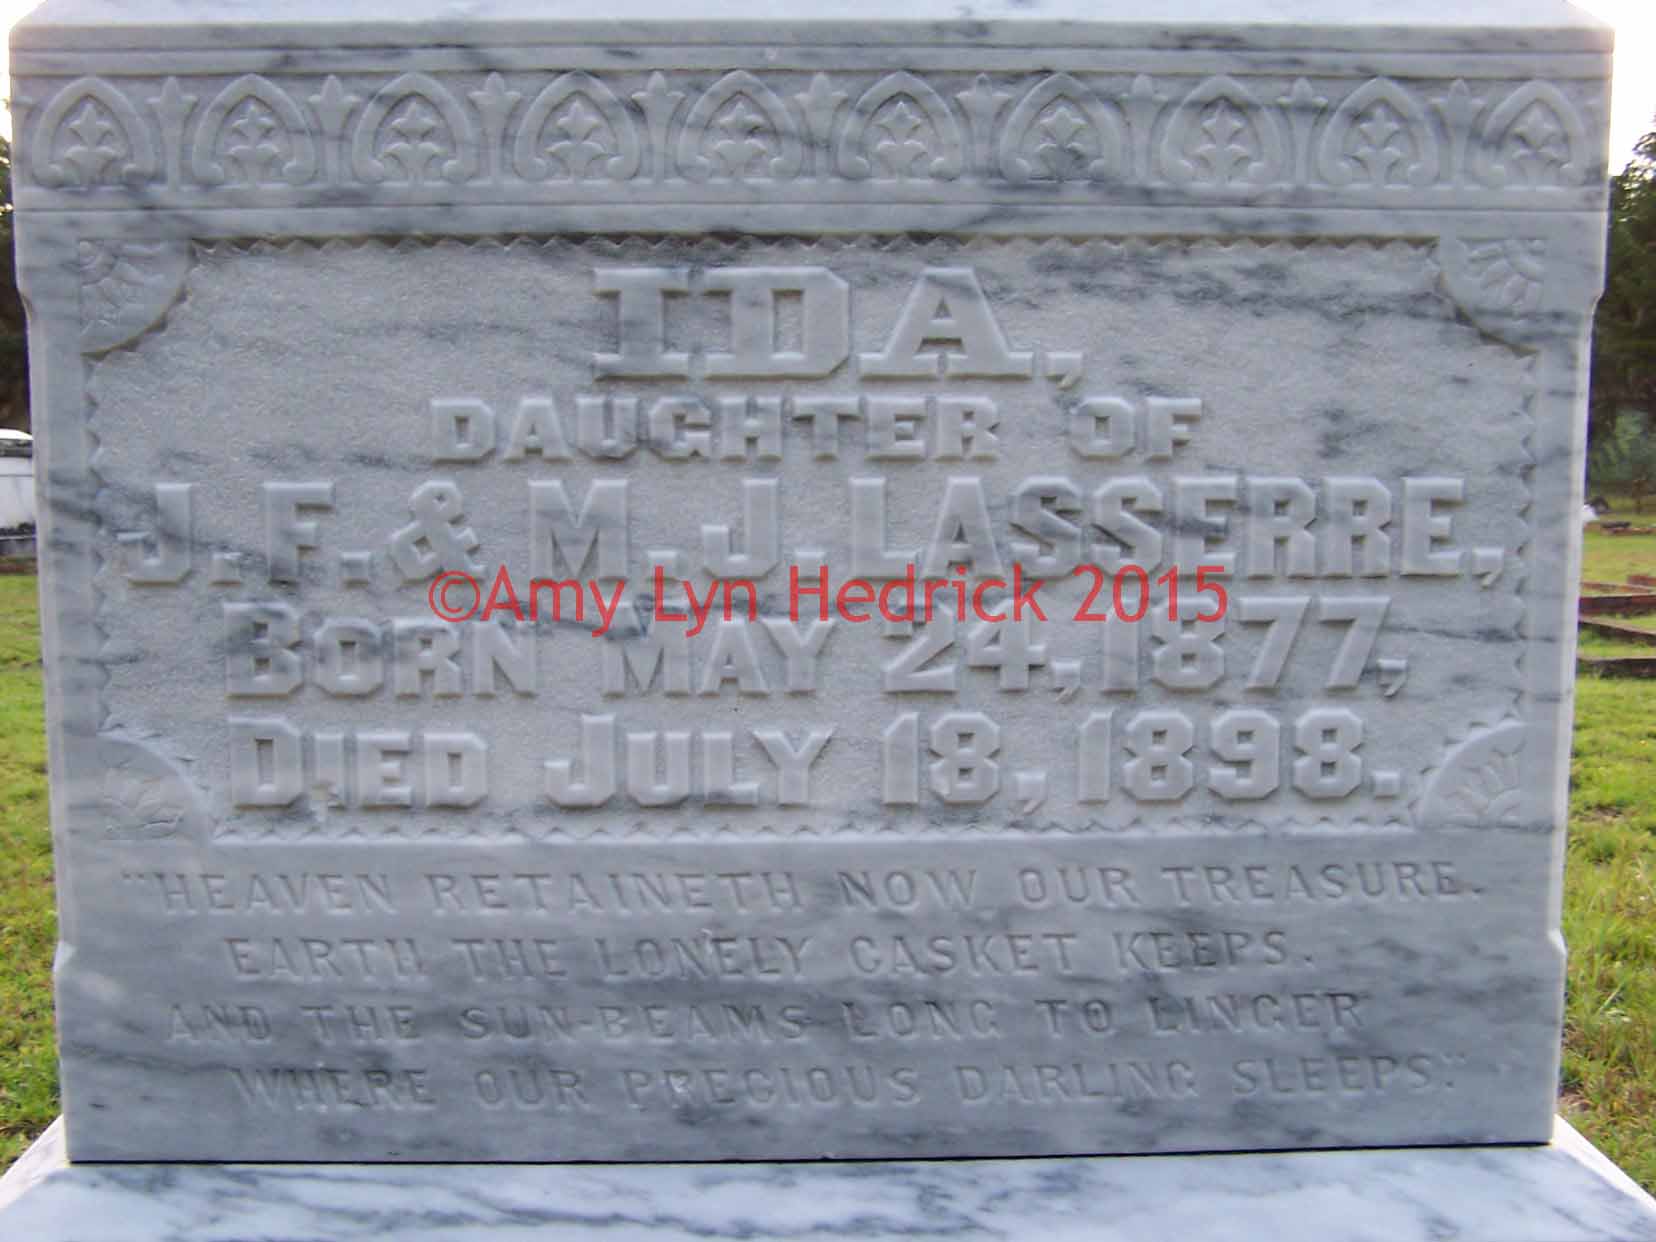 IDA,
DAUGHTER OF
J. F. & M. J. LASSERRE,
©Amy Lyn Hedrick 2015
BORN MAY 24, 1877,
DIED JULY 18, 1898.
"HEAVEN RETAINETH NOW OUR TREASURE.
EARTH THE LONELY CASKET KEEPS.
AND THE SUN-BEAMS LONG TO LINGER
WHERE OUR PRECIOUS DARLING SLEEPS."